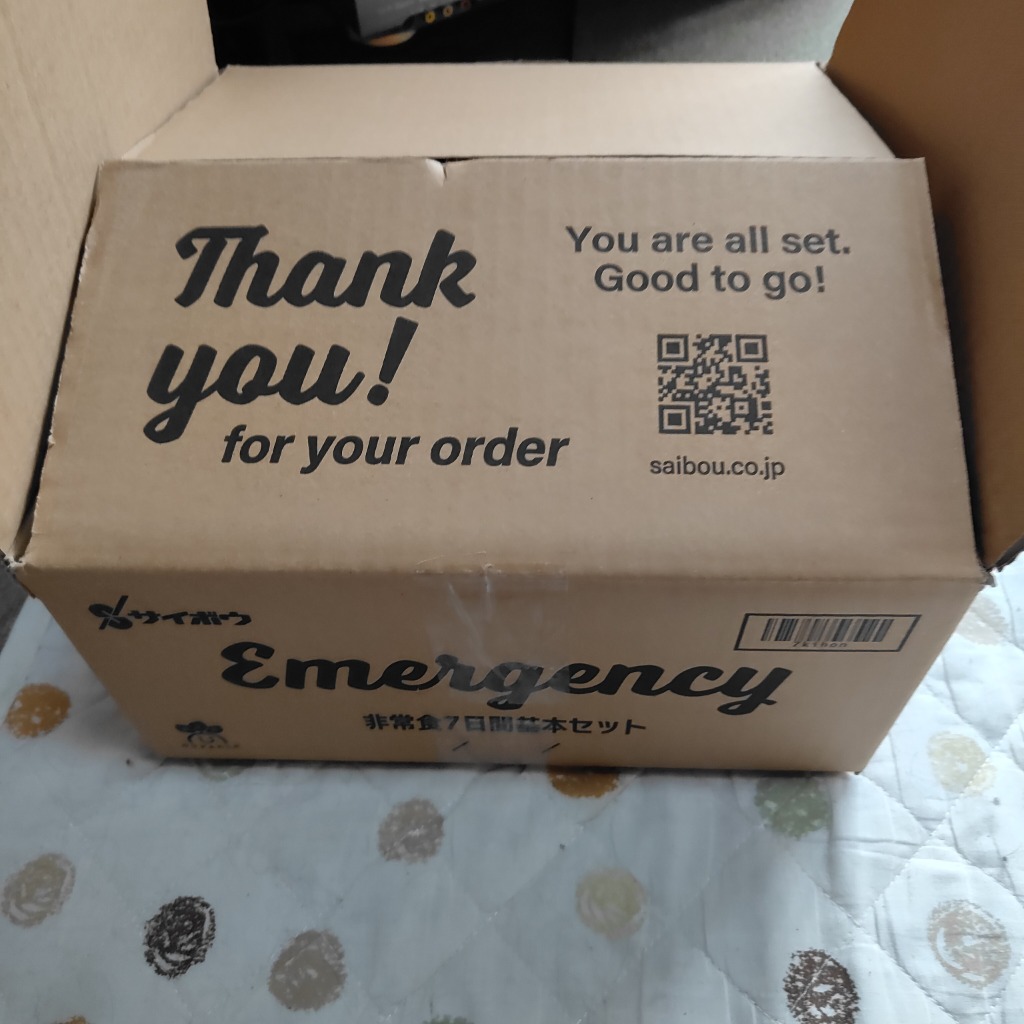 Thank
you!
for your order
You are all set.
Good to go!
saibou.co.jp
サイボウ
Emergency
非常食7日間基本セット